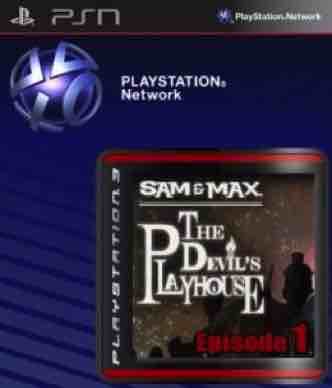 PSN
PlayStation®Network
PLAYSTATION®
Network
PLAYSTATION 3
SAM & MAX
THE
DEVIL'S
PLAYHOUSE
Episode 1